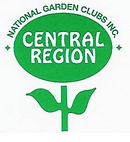 NATIONAL GARDEN CLUBS INC.
CENTRAL
REGION